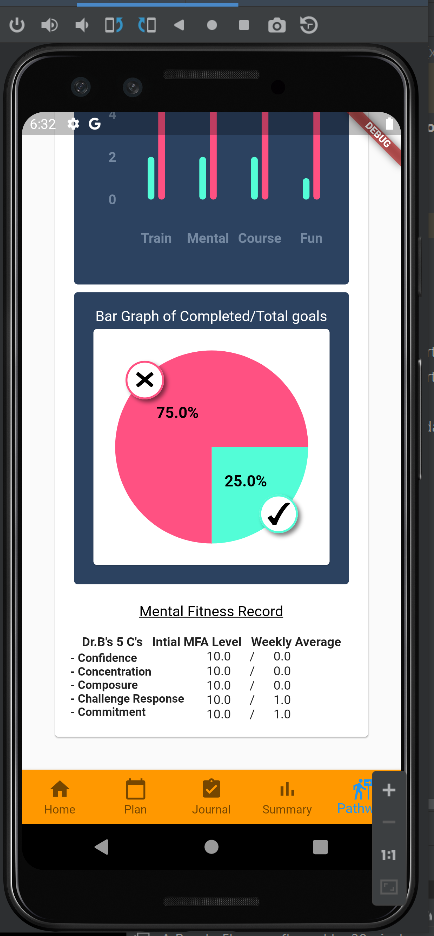 6:32
G
DEBUG
4
2
0
Train Mental Course Fun
Bar Graph of Completed/Total goals
75.0%
25.0%
Mental Fitness Record
Dr.B's 5 C's Intial MFA Level Weekly Average
- Confidence 10.0 / 0.0
- Concentration 10.0 / 0.0
- Composure 10.0 / 0.0
- Challenge Response 10.0 / 1.0
- Commitment 10.0 / 1.0
Home Plan Journal Summary Pathw
1:1